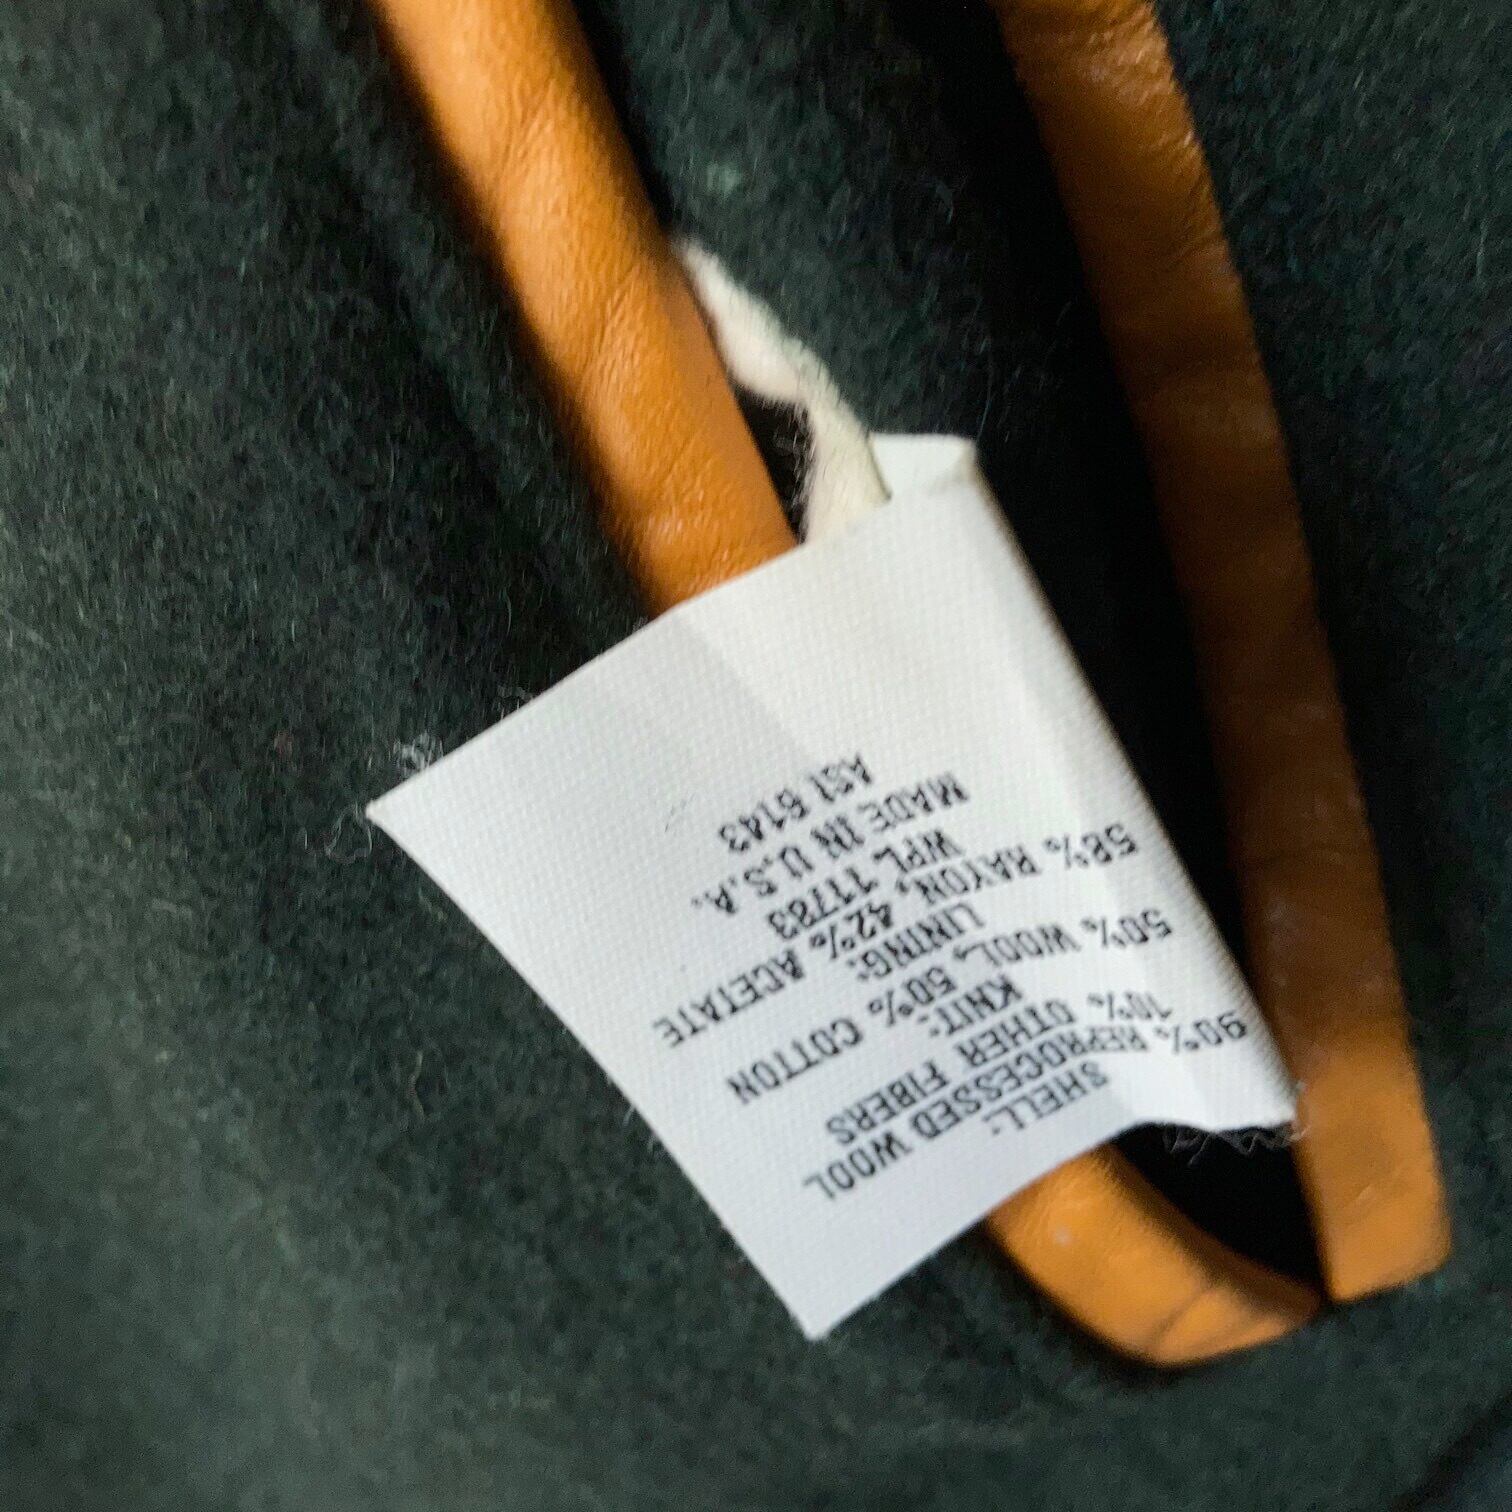 SHELL:
90% REPROCESSED WOOL
10% OTHER FIBERS
KNIT:
50% WOOL, 50% COTTON
LINING:
58% RAYON, 42% ACETATE
WPL 11783
MADE IN U.S.A.
ASI 6143